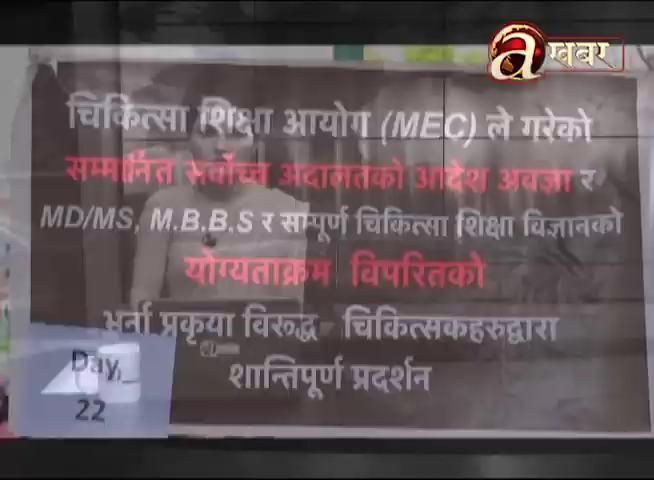 a खबर
चिकित्सा शिक्षा आयोग (MEC) ले गरेको
सम्मानित सर्वोच्च अदालतको आदेश अवज्ञा र
MD/MS, M.B.B.S र सम्पूर्ण चिकित्सा शिक्षा विज्ञानको
योग्यताक्रम विपरितको
भर्ना प्रकृया विरूद्ध चिकित्सकहरुद्वारा
शान्तिपूर्ण प्रदर्शन
Day_
22